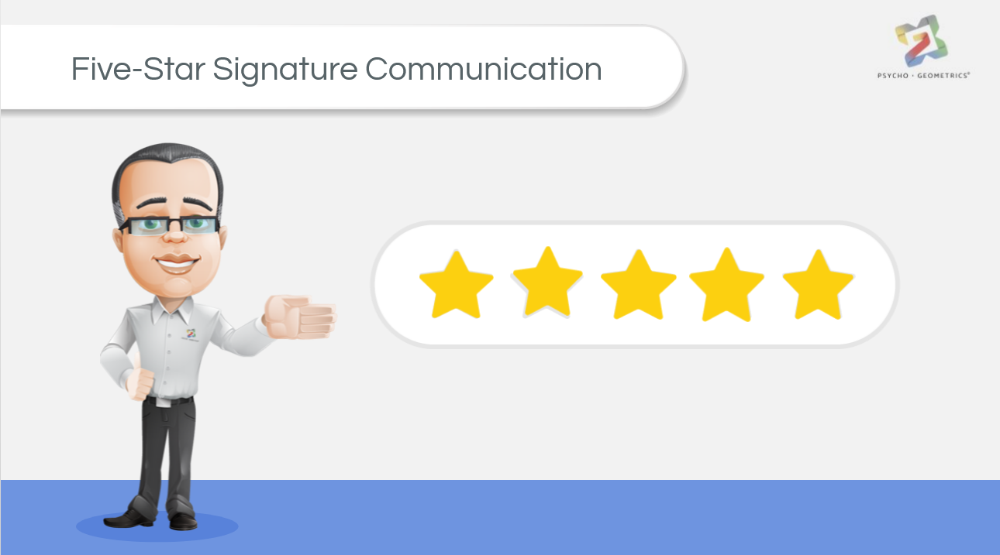 Five-Star Signature Communication
PSYCHO · GEOMETRICS®